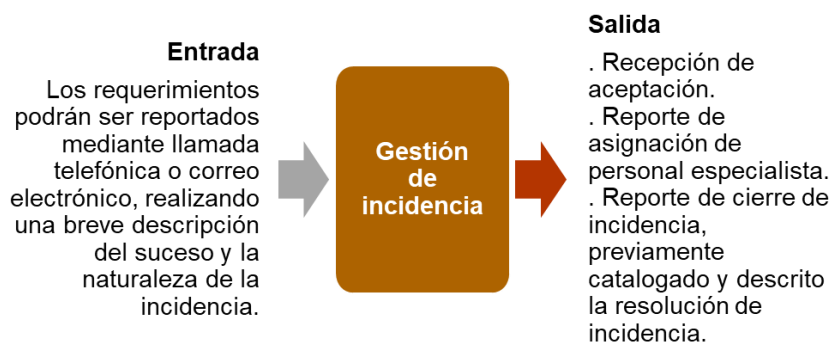 Entrada
Los requerimientos
podrán ser reportados
mediante llamada
telefónica o correo
electrónico, realizando
una breve descripción
del suceso y la
naturaleza de la
incidencia.
Gestión
de
incidencia
Salida
. Recepción de
aceptación.
. Reporte de
asignación de
personal especialista.
. Reporte de cierre de
incidencia,
previamente
catalogado y descrito
la resolución de
incidencia.